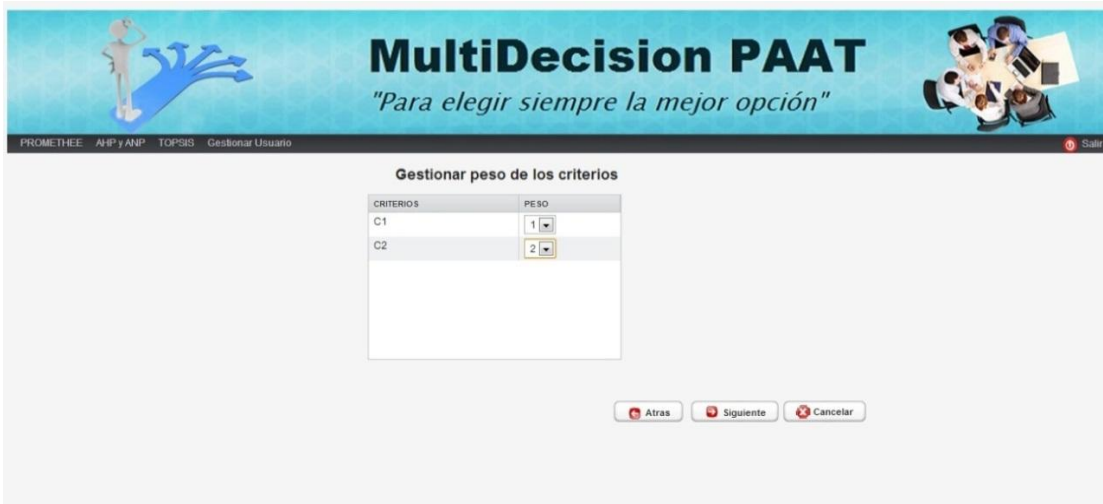 MultiDecision PAAT
"Para elegir siempre la mejor opción"
PROMETHEE AHP y ANP TOPSIS Gestionar Usuario Salir
Gestionar peso de los criterios
CRITERIOS PESO
C1 1
C2 2
Atras Siguiente Cancelar